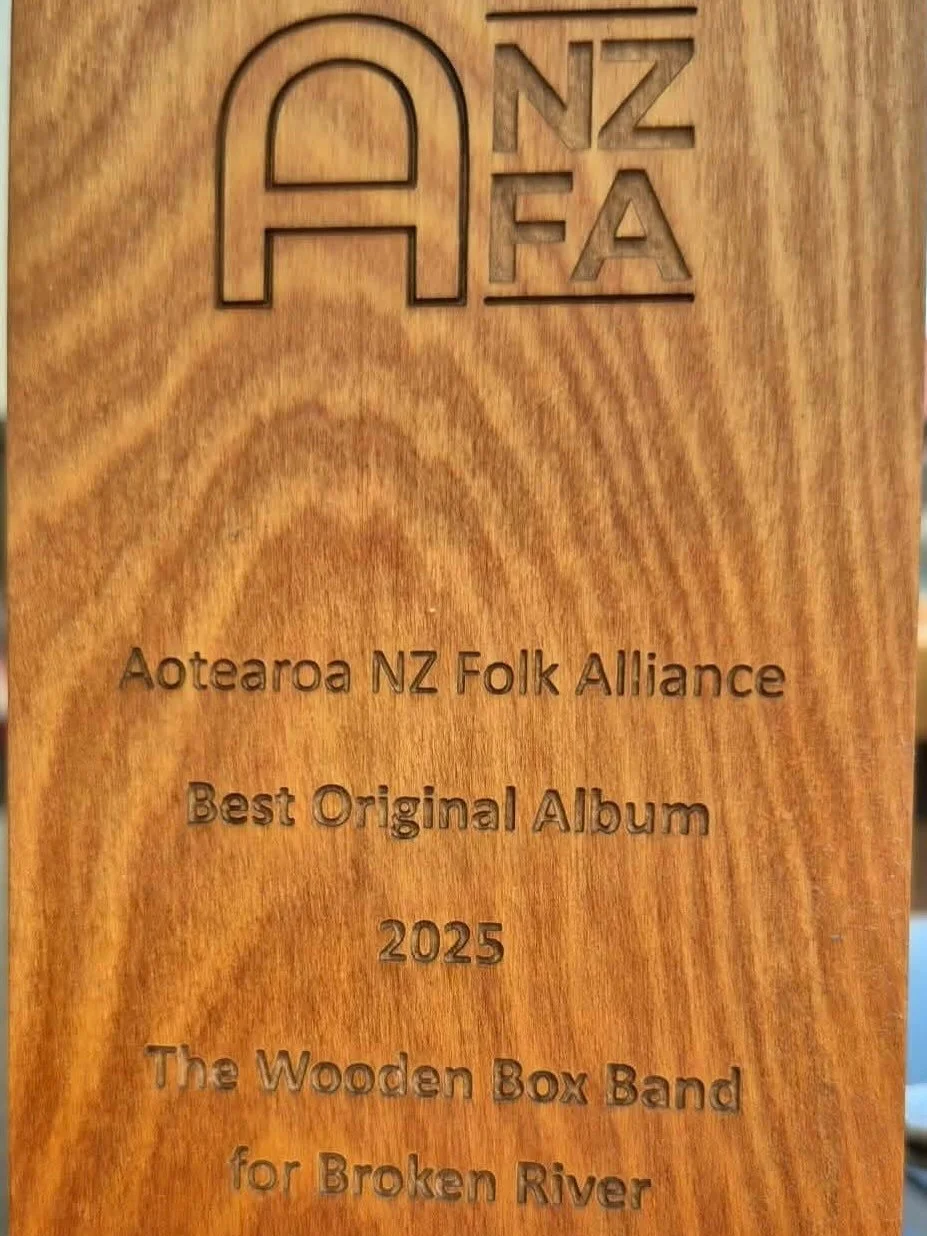 A NZ
FA
Aotearoa NZ Folk Alliance
Best Original Album
2025
The Wooden Box Band
for Broken River